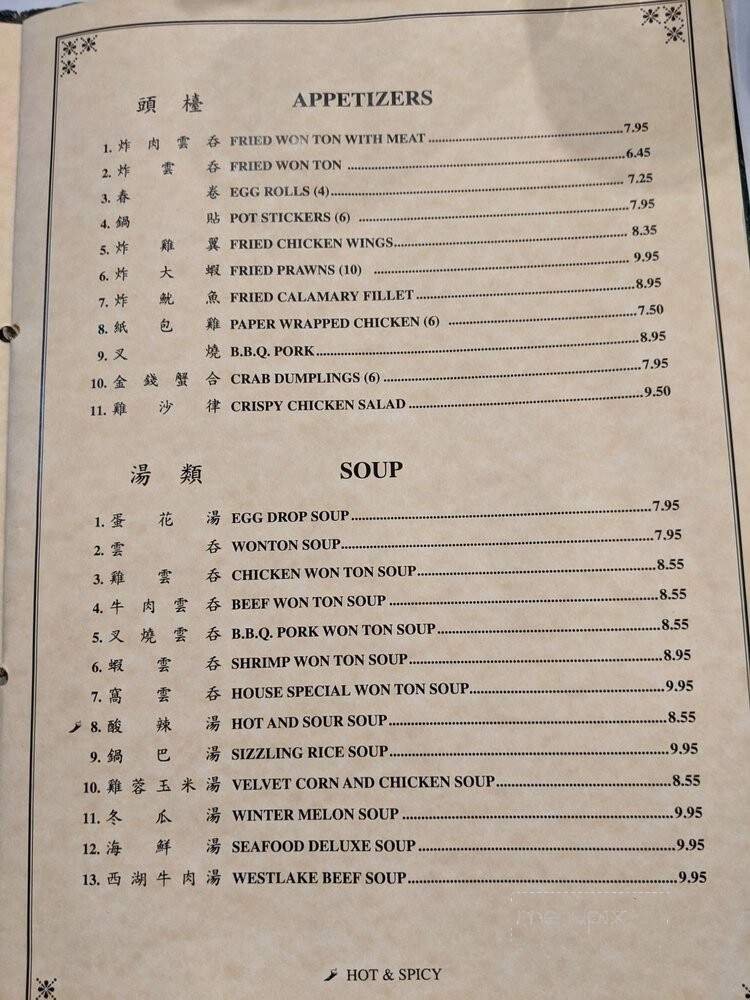 頭檯 APPETIZERS
1. 炸肉雲吞 FRIED WON TON WITH MEAT 7.95
2. 炸雲吞 FRIED WON TON 6.45
3. 春卷 EGG ROLLS (4) 7.25
4. 鍋貼 POT STICKERS (6) 7.95
5. 炸雞翼 FRIED CHICKEN WINGS 8.35
6. 炸大蝦 FRIED PRAWNS (10) 9.95
7. 炸魷魚 FRIED CALAMARY FILLET 8.95
8. 紙包雞 PAPER WRAPPED CHICKEN (6) 7.50
9. 叉燒 B.B.Q. PORK 8.95
10. 金錢蟹合 CRAB DUMPLINGS (6) 7.95
11. 雞沙律 CRISPY CHICKEN SALAD 9.50
湯類 SOUP
1. 蛋花湯 EGG DROP SOUP 7.95
2. 雲吞 WONTON SOUP 7.95
3. 雞雲吞 CHICKEN WON TON SOUP 8.55
4. 牛肉雲吞 BEEF WON TON SOUP 8.55
5. 叉燒雲吞 B.B.Q. PORK WON TON SOUP 8.55
6. 蝦雲吞 SHRIMP WON TON SOUP 8.95
7. 窩雲吞 HOUSE SPECIAL WON TON SOUP 9.95
8. 酸辣湯 HOT AND SOUR SOUP 8.55
9. 鍋巴湯 SIZZLING RICE SOUP 9.95
10. 雞蓉玉米湯 VELVET CORN AND CHICKEN SOUP 8.55
11. 冬瓜湯 WINTER MELON SOUP 9.95
12. 海鮮湯 SEAFOOD DELUXE SOUP 9.95
13. 西湖牛肉湯 WESTLAKE BEEF SOUP 9.95
menupix
HOT & SPICY